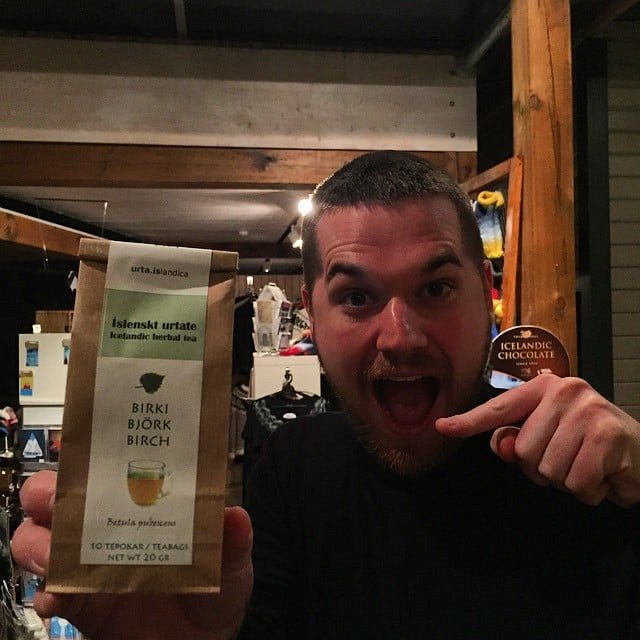 urta.islandica
Íslenskt urtate
Icelandic herbal tea
BIRKI
BJÖRK
BIRCH
Betula pubescens
10 TEPOKAR / TEABAGS
NET WT 20 GR
ICELANDIC
CHOCOLATE